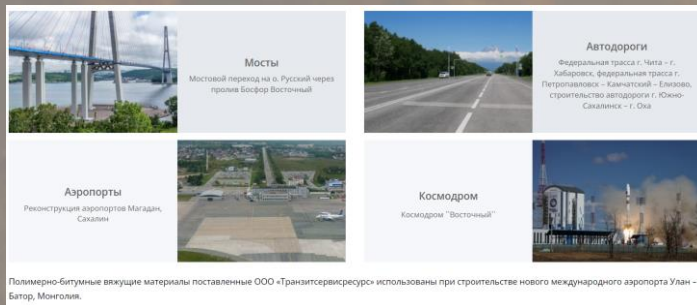 Мосты
Мостовой переход на о. Русский через
пролив Босфор Восточный
Автодороги
Федеральная трасса г. Чита – г.
Хабаровск, федеральная трасса г.
Петропавловск – Камчатский – Елизово,
строительство автодороги г. Южно-
Сахалинск – г. Оха
Аэропорты
Реконструкция аэропортов Магадан,
Сахалин
Космодром
Космодром ``Восточный``
Полимерно-битумные вяжущие материалы поставленные ООО «Транзитсервисресурс» использованы при строительстве нового международного аэропорта Улан –
Батор, Монголия.